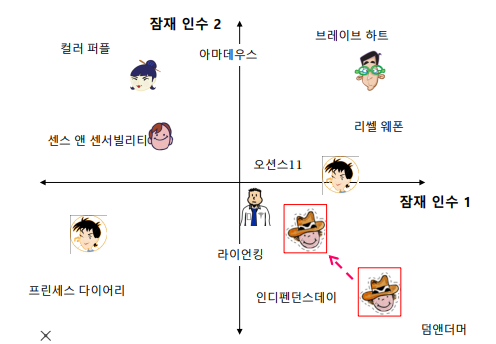 잠재 인수 2
브레이브 하트
컬러 퍼플
아마데우스
리쎌 웨폰
센스 앤 센서빌리티
오션스11
잠재 인수 1
라이언킹
프린세스 다이어리
인디펜던스데이
덤앤더머